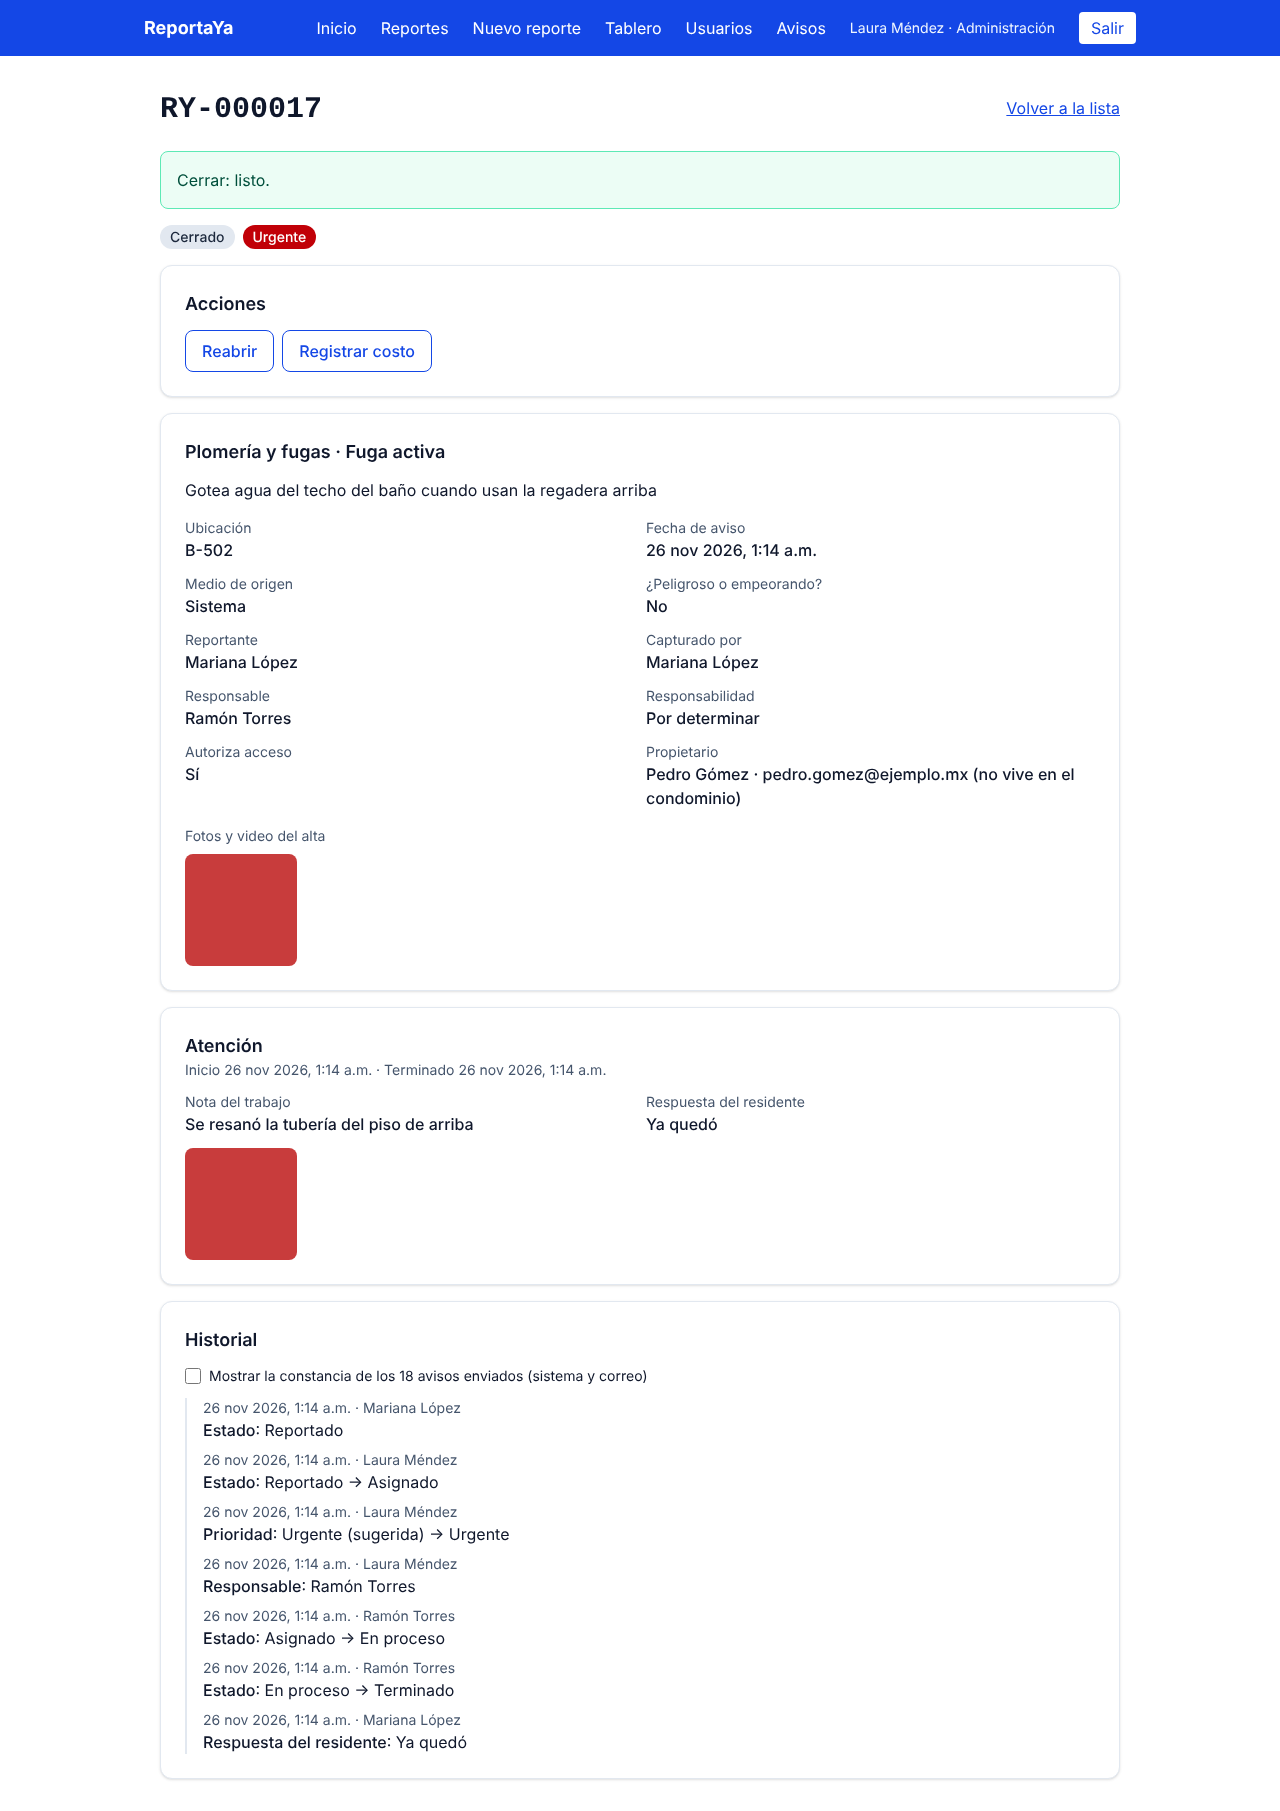 ReportaYa Inicio Reportes Nuevo reporte Tablero Usuarios Avisos Laura Méndez · Administración Salir
RY-000017 Volver a la lista
Cerrar: listo.
Cerrado Urgente
Acciones
Reabrir Registrar costo
Plomería y fugas · Fuga activa
Gotea agua del techo del baño cuando usan la regadera arriba
Ubicación Fecha de aviso
B-502 26 nov 2026, 1:14 a.m.
Medio de origen ¿Peligroso o empeorando?
Sistema No
Reportante Capturado por
Mariana López Mariana López
Responsable Responsabilidad
Ramón Torres Por determinar
Autoriza acceso Propietario
Sí Pedro Gómez · pedro.gomez@ejemplo.mx (no vive en el
condominio)
Fotos y video del alta
Atención
Inicio 26 nov 2026, 1:14 a.m. · Terminado 26 nov 2026, 1:14 a.m.
Nota del trabajo Respuesta del residente
Se resanó la tubería del piso de arriba Ya quedó
Historial
Mostrar la constancia de los 18 avisos enviados (sistema y correo)
26 nov 2026, 1:14 a.m. · Mariana López
Estado: Reportado
26 nov 2026, 1:14 a.m. · Laura Méndez
Estado: Reportado → Asignado
26 nov 2026, 1:14 a.m. · Laura Méndez
Prioridad: Urgente (sugerida) → Urgente
26 nov 2026, 1:14 a.m. · Laura Méndez
Responsable: Ramón Torres
26 nov 2026, 1:14 a.m. · Ramón Torres
Estado: Asignado → En proceso
26 nov 2026, 1:14 a.m. · Ramón Torres
Estado: En proceso → Terminado
26 nov 2026, 1:14 a.m. · Mariana López
Respuesta del residente: Ya quedó